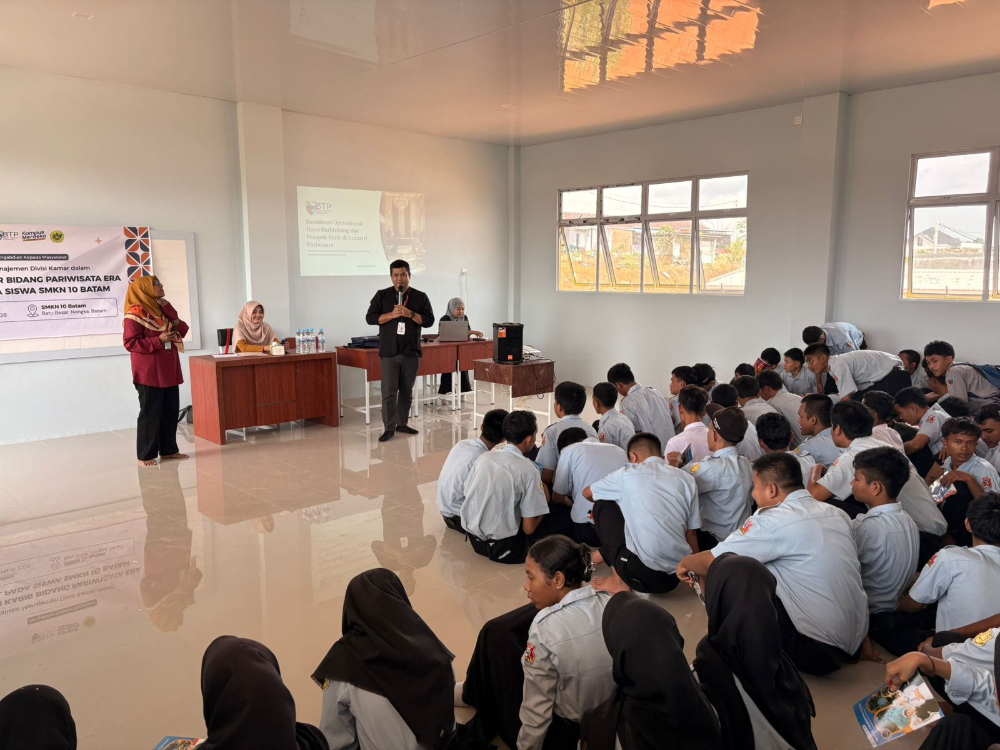 BTP
Kampus
Merdeka
Pengabdian Kepada Masyarakat
najemen Divisi Kamar dalam
R BIDANG PARIWISATA ERA
A SISWA SMKN 10 BATAM
26
SMKN 10 Batam
Batu Besar, Nongsa, Batam
BTP
Sosialisasi Operasional
Hotel Berbintang dan
Prospek Karir di Industri
Pariwisata